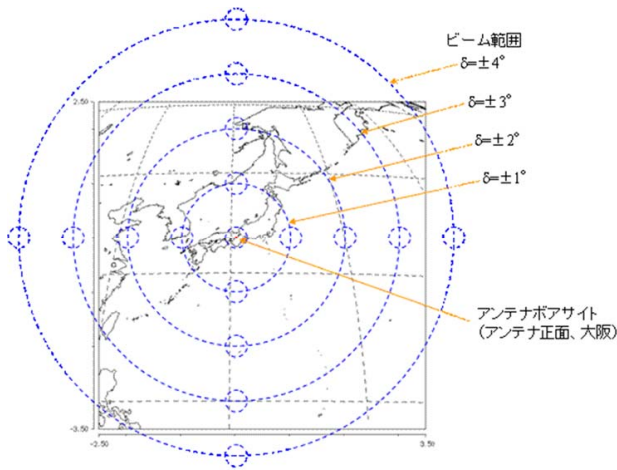 ビーム範囲
δ=±4°
δ=±3°
2.50
δ=±2°
δ=±1°
アンテナボアサイト
(アンテナ正面、大阪)
-3.50
-2.50
3.50